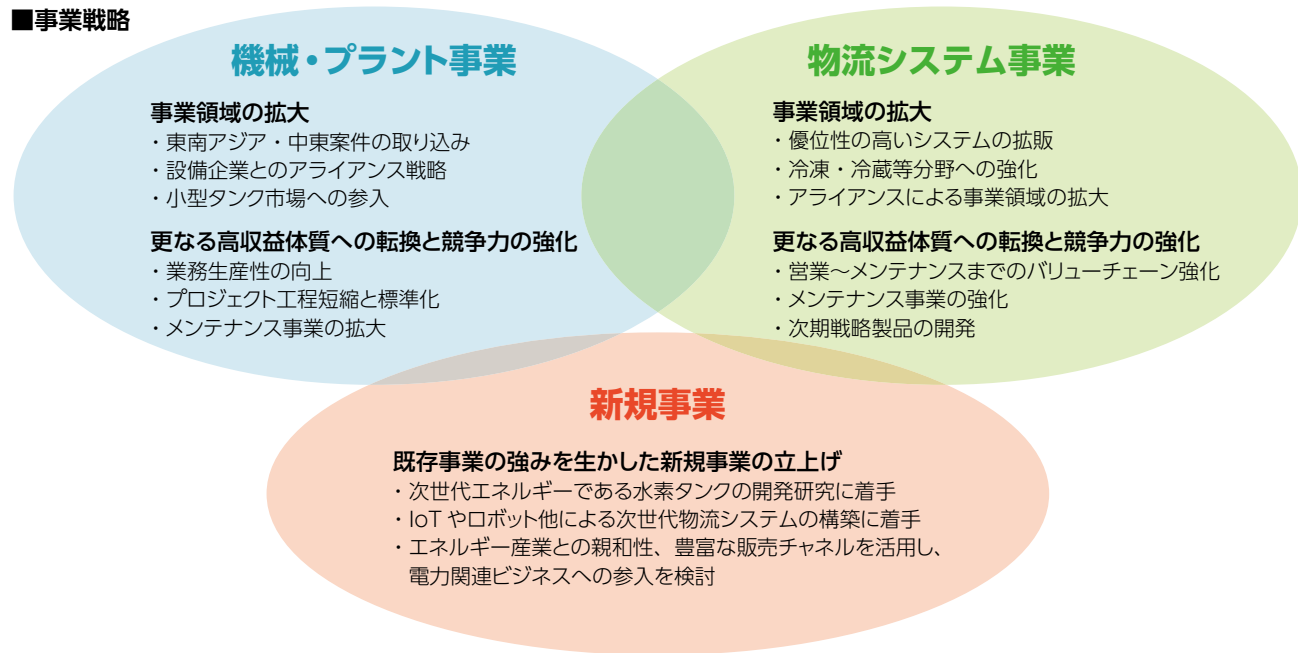 ■事業戦略
機械・プラント事業
事業領域の拡大
・東南アジア・中東案件の取り込み
・設備企業とのアライアンス戦略
・小型タンク市場への参入
更なる高収益体質への転換と競争力の強化
・業務生産性の向上
・プロジェクト工程短縮と標準化
・メンテナンス事業の拡大
物流システム事業
事業領域の拡大
・優位性の高いシステムの拡販
・冷凍・冷蔵等分野への強化
・アライアンスによる事業領域の拡大
更なる高収益体質への転換と競争力の強化
・営業～メンテナンスまでのバリューチェーン強化
・メンテナンス事業の強化
・次期戦略製品の開発
新規事業
既存事業の強みを生かした新規事業の立上げ
・次世代エネルギーである水素タンクの開発研究に着手
・IoT やロボット他による次世代物流システムの構築に着手
・エネルギー産業との親和性、豊富な販売チャネルを活用し、
電力関連ビジネスへの参入を検討